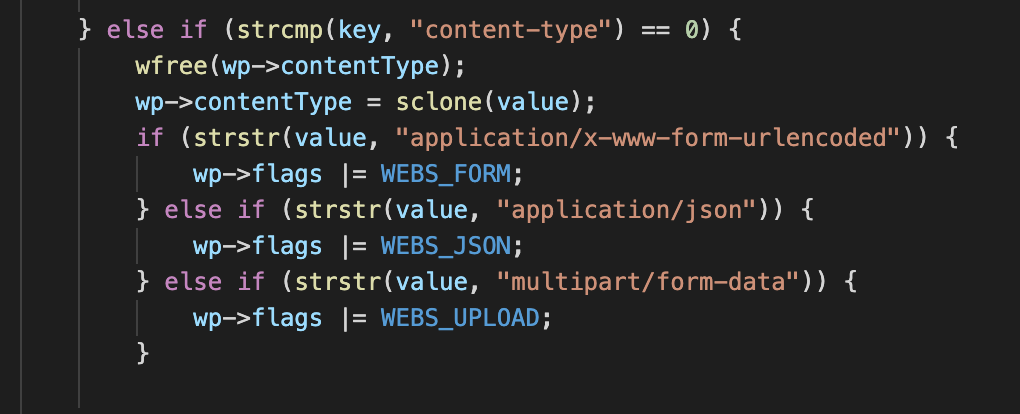 } else if (strcmp(key, "content-type") == 0) {
    wfree(wp->contentType);
    wp->contentType = sclone(value);
    if (strstr(value, "application/x-www-form-urlencoded")) {
        wp->flags |= WEBS_FORM;
    } else if (strstr(value, "application/json")) {
        wp->flags |= WEBS_JSON;
    } else if (strstr(value, "multipart/form-data")) {
        wp->flags |= WEBS_UPLOAD;
    }